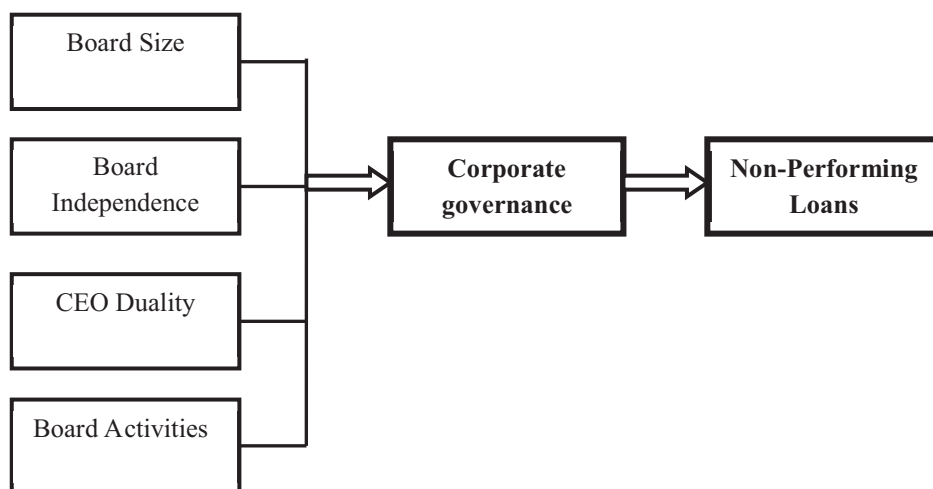 Board Size
Board
Independence
CEO Duality
Board Activities
Corporate
governance
Non-Performing
Loans